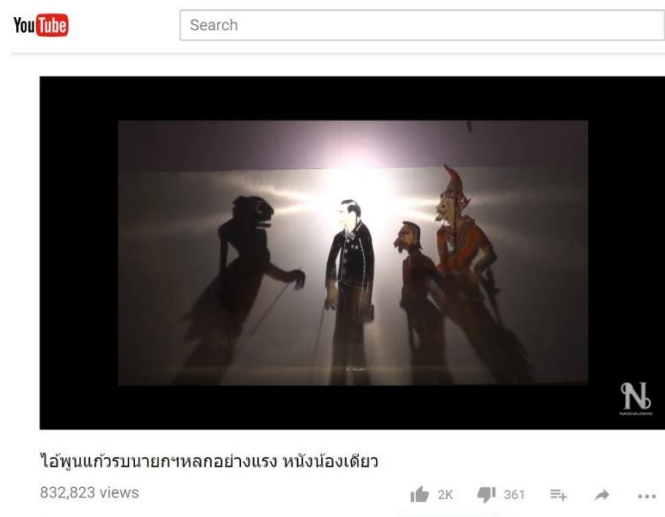 YouTube
Search
N
ไอ้พูนแก้วรบนายกฯหลกอย่างแรง หนังน้องเดียว
832,823 views
2K 361